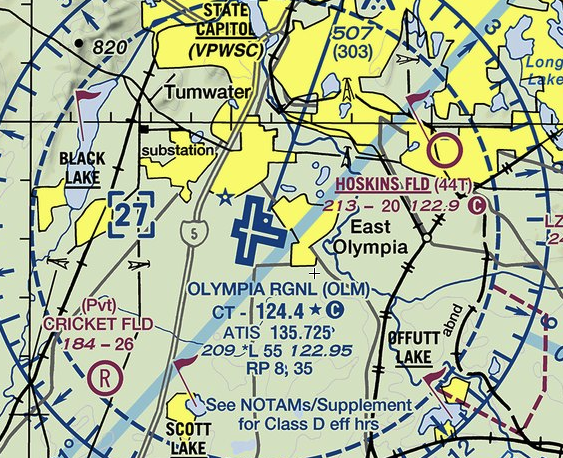 STATE
CAPITOL
(VPWSC)
507
(303)
820
Long
Lake
Tumwater
substation
BLACK
LAKE
HOSKINS FLD (44T)
213 - 20 122.9 C
27
5
East
Olympia
OLYMPIA RGNL (OLM)
CT - 124.4 ★ C
ATIS 135.725
209 *L 55 122.95
RP 8, 35
(Pvt)
CRICKET FLD
184 - 26
R
OFFUTT
LAKE
abnd
See NOTAMs/Supplement
for Class D eff hrs
SCOTT
LAKE
12